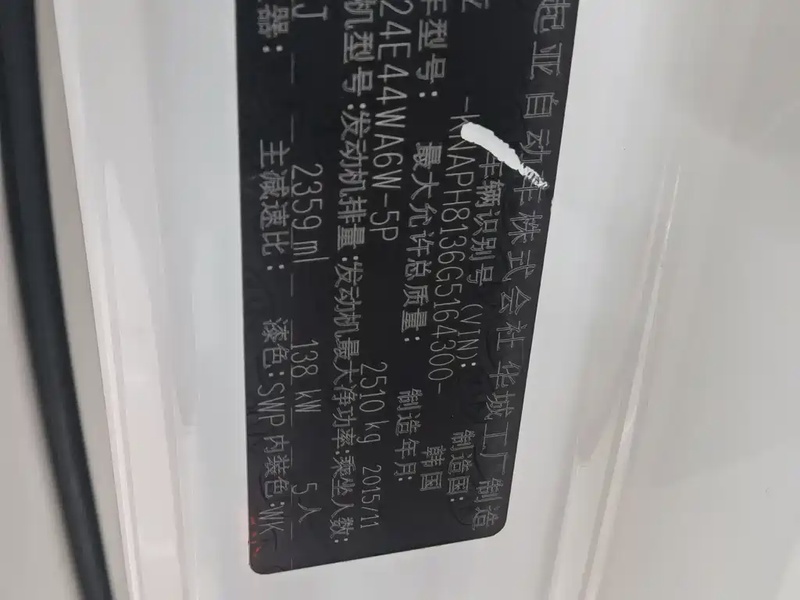 起亚自动车株式会社华城工厂制造
车辆识别号 (VIN): 制造国:
-KNAPH8136G5164300- 韩国
车型号: 最大允许总质量: 制造年月:
24E44WA6W-5P 2510 kg 2015/11
机型号:发动机排量:发动机最大净功率:乘坐人数:
J 2359 ml 138 kW 5人
器: — — 主减速比: — 漆色:SWP 内装色:WK